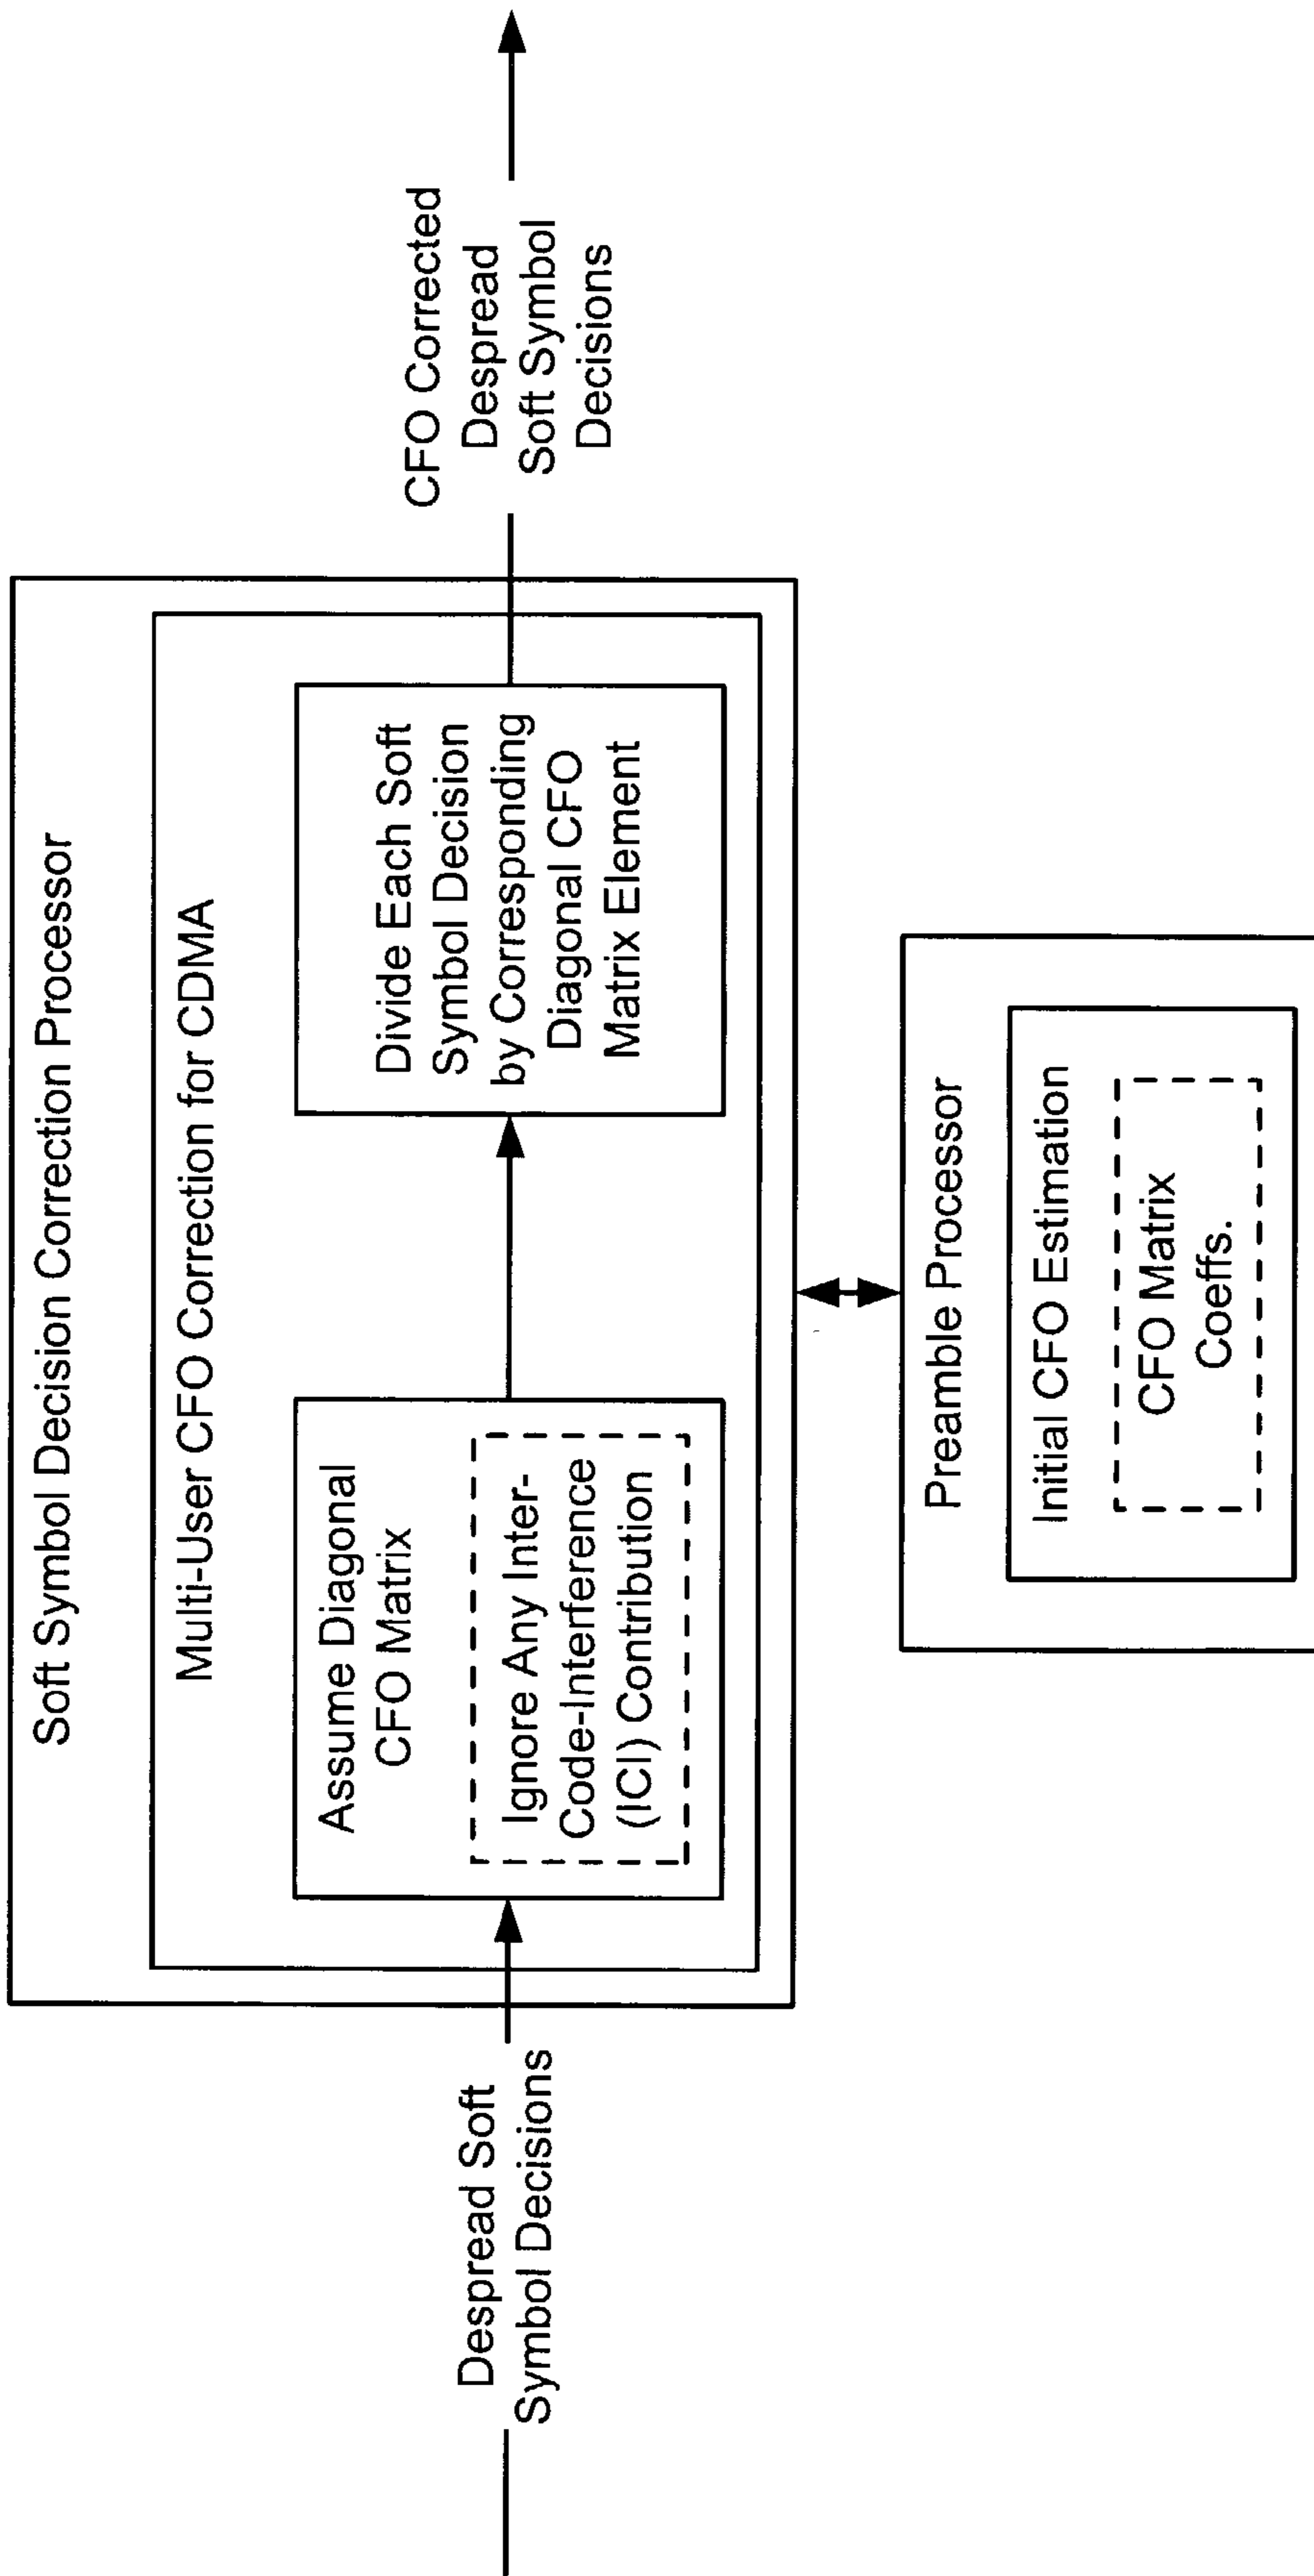 Soft Symbol Decision Correction Processor
Multi-User CFO Correction for CDMA
Despread Soft
Symbol Decisions
Assume Diagonal
CFO Matrix
Ignore Any Inter-
Code-Interference
(ICI) Contribution
Divide Each Soft
Symbol Decision
by Corresponding
Diagonal CFO
Matrix Element
CFO Corrected
Despread
Soft Symbol
Decisions
Preamble Processor
Initial CFO Estimation
CFO Matrix
Coeffs.